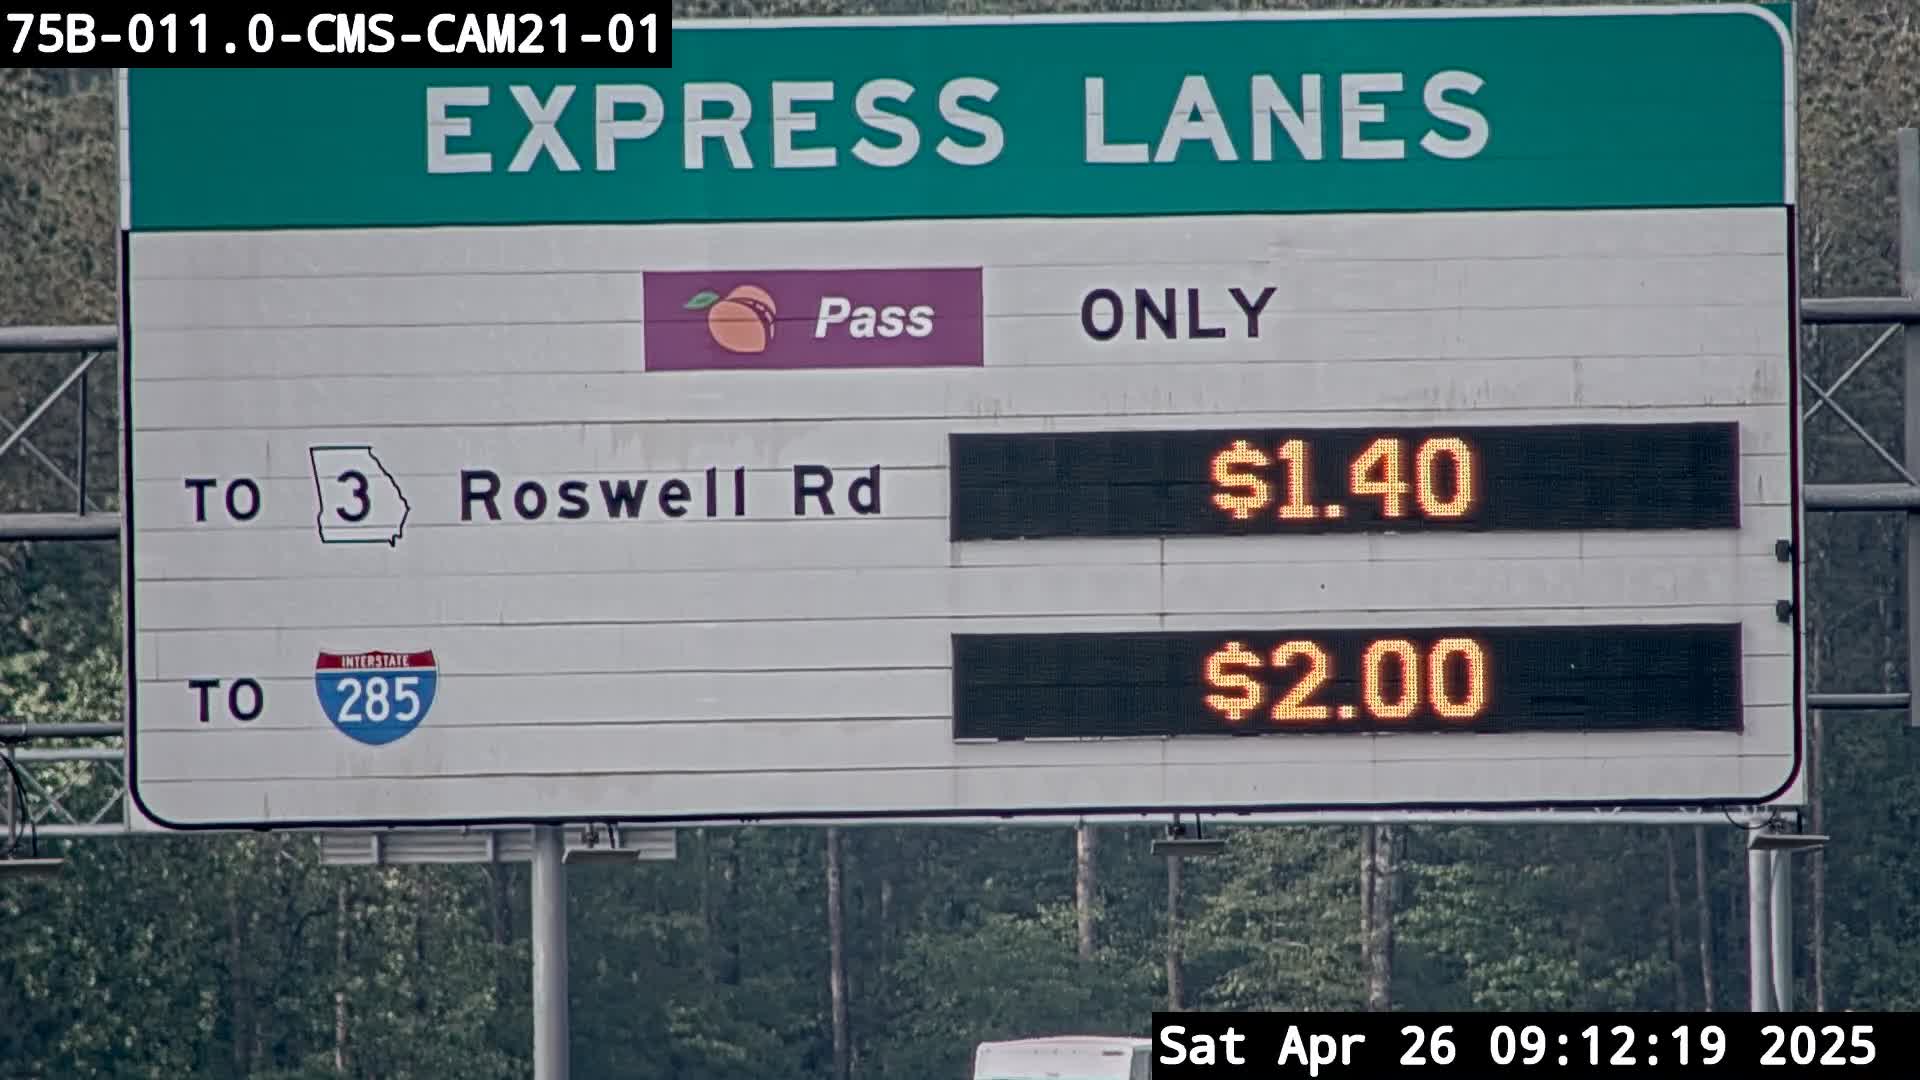 75B-011.0-CMS-CAM21-01
EXPRESS LANES
Pass ONLY
TO 3 Roswell Rd $1.40
INTERSTATE
TO 285 $2.00
Sat Apr 26 09:12:19 2025